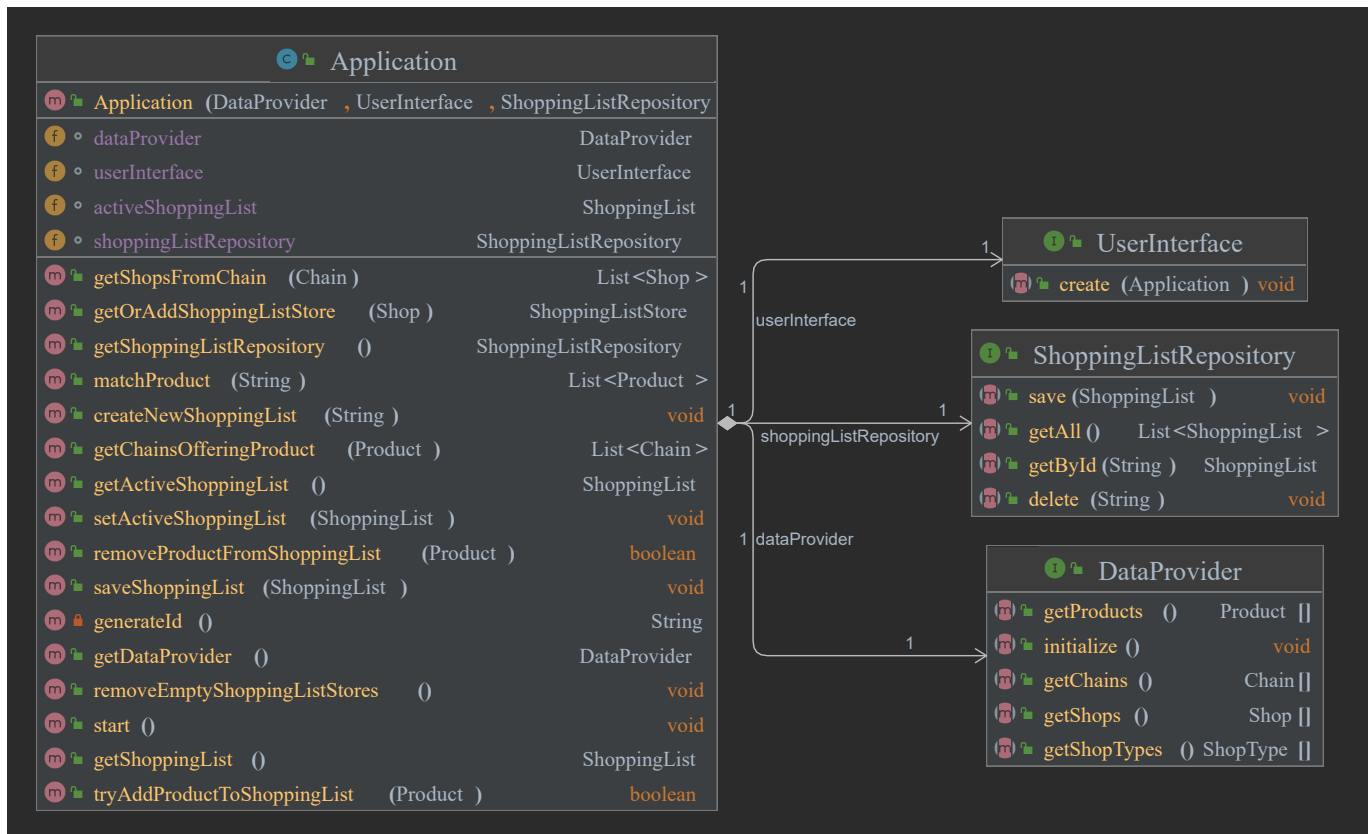 Application
Application (DataProvider , UserInterface , ShoppingListRepository
dataProvider DataProvider
userInterface UserInterface
activeShoppingList ShoppingList
shoppingListRepository ShoppingListRepository
getShopsFromChain (Chain) List<Shop >
getOrAddShoppingListStore (Shop ) ShoppingListStore
getShoppingListRepository () ShoppingListRepository
matchProduct (String ) List<Product >
createNewShoppingList (String ) void
getChainsOfferingProduct (Product ) List<Chain>
getActiveShoppingList () ShoppingList
setActiveShoppingList (ShoppingList ) void
removeProductFromShoppingList (Product ) boolean
saveShoppingList (ShoppingList ) void
generateId () String
getDataProvider () DataProvider
removeEmptyShoppingListStores () void
start () void
getShoppingList () ShoppingList
tryAddProductToShoppingList (Product ) boolean
1
1
userInterface
1
1
shoppingListRepository
1
dataProvider
1
UserInterface
create (Application ) void
ShoppingListRepository
save (ShoppingList ) void
getAll () List<ShoppingList >
getById (String ) ShoppingList
delete (String ) void
DataProvider
getProducts () Product []
initialize () void
getChains () Chain []
getShops () Shop []
getShopTypes () ShopType []